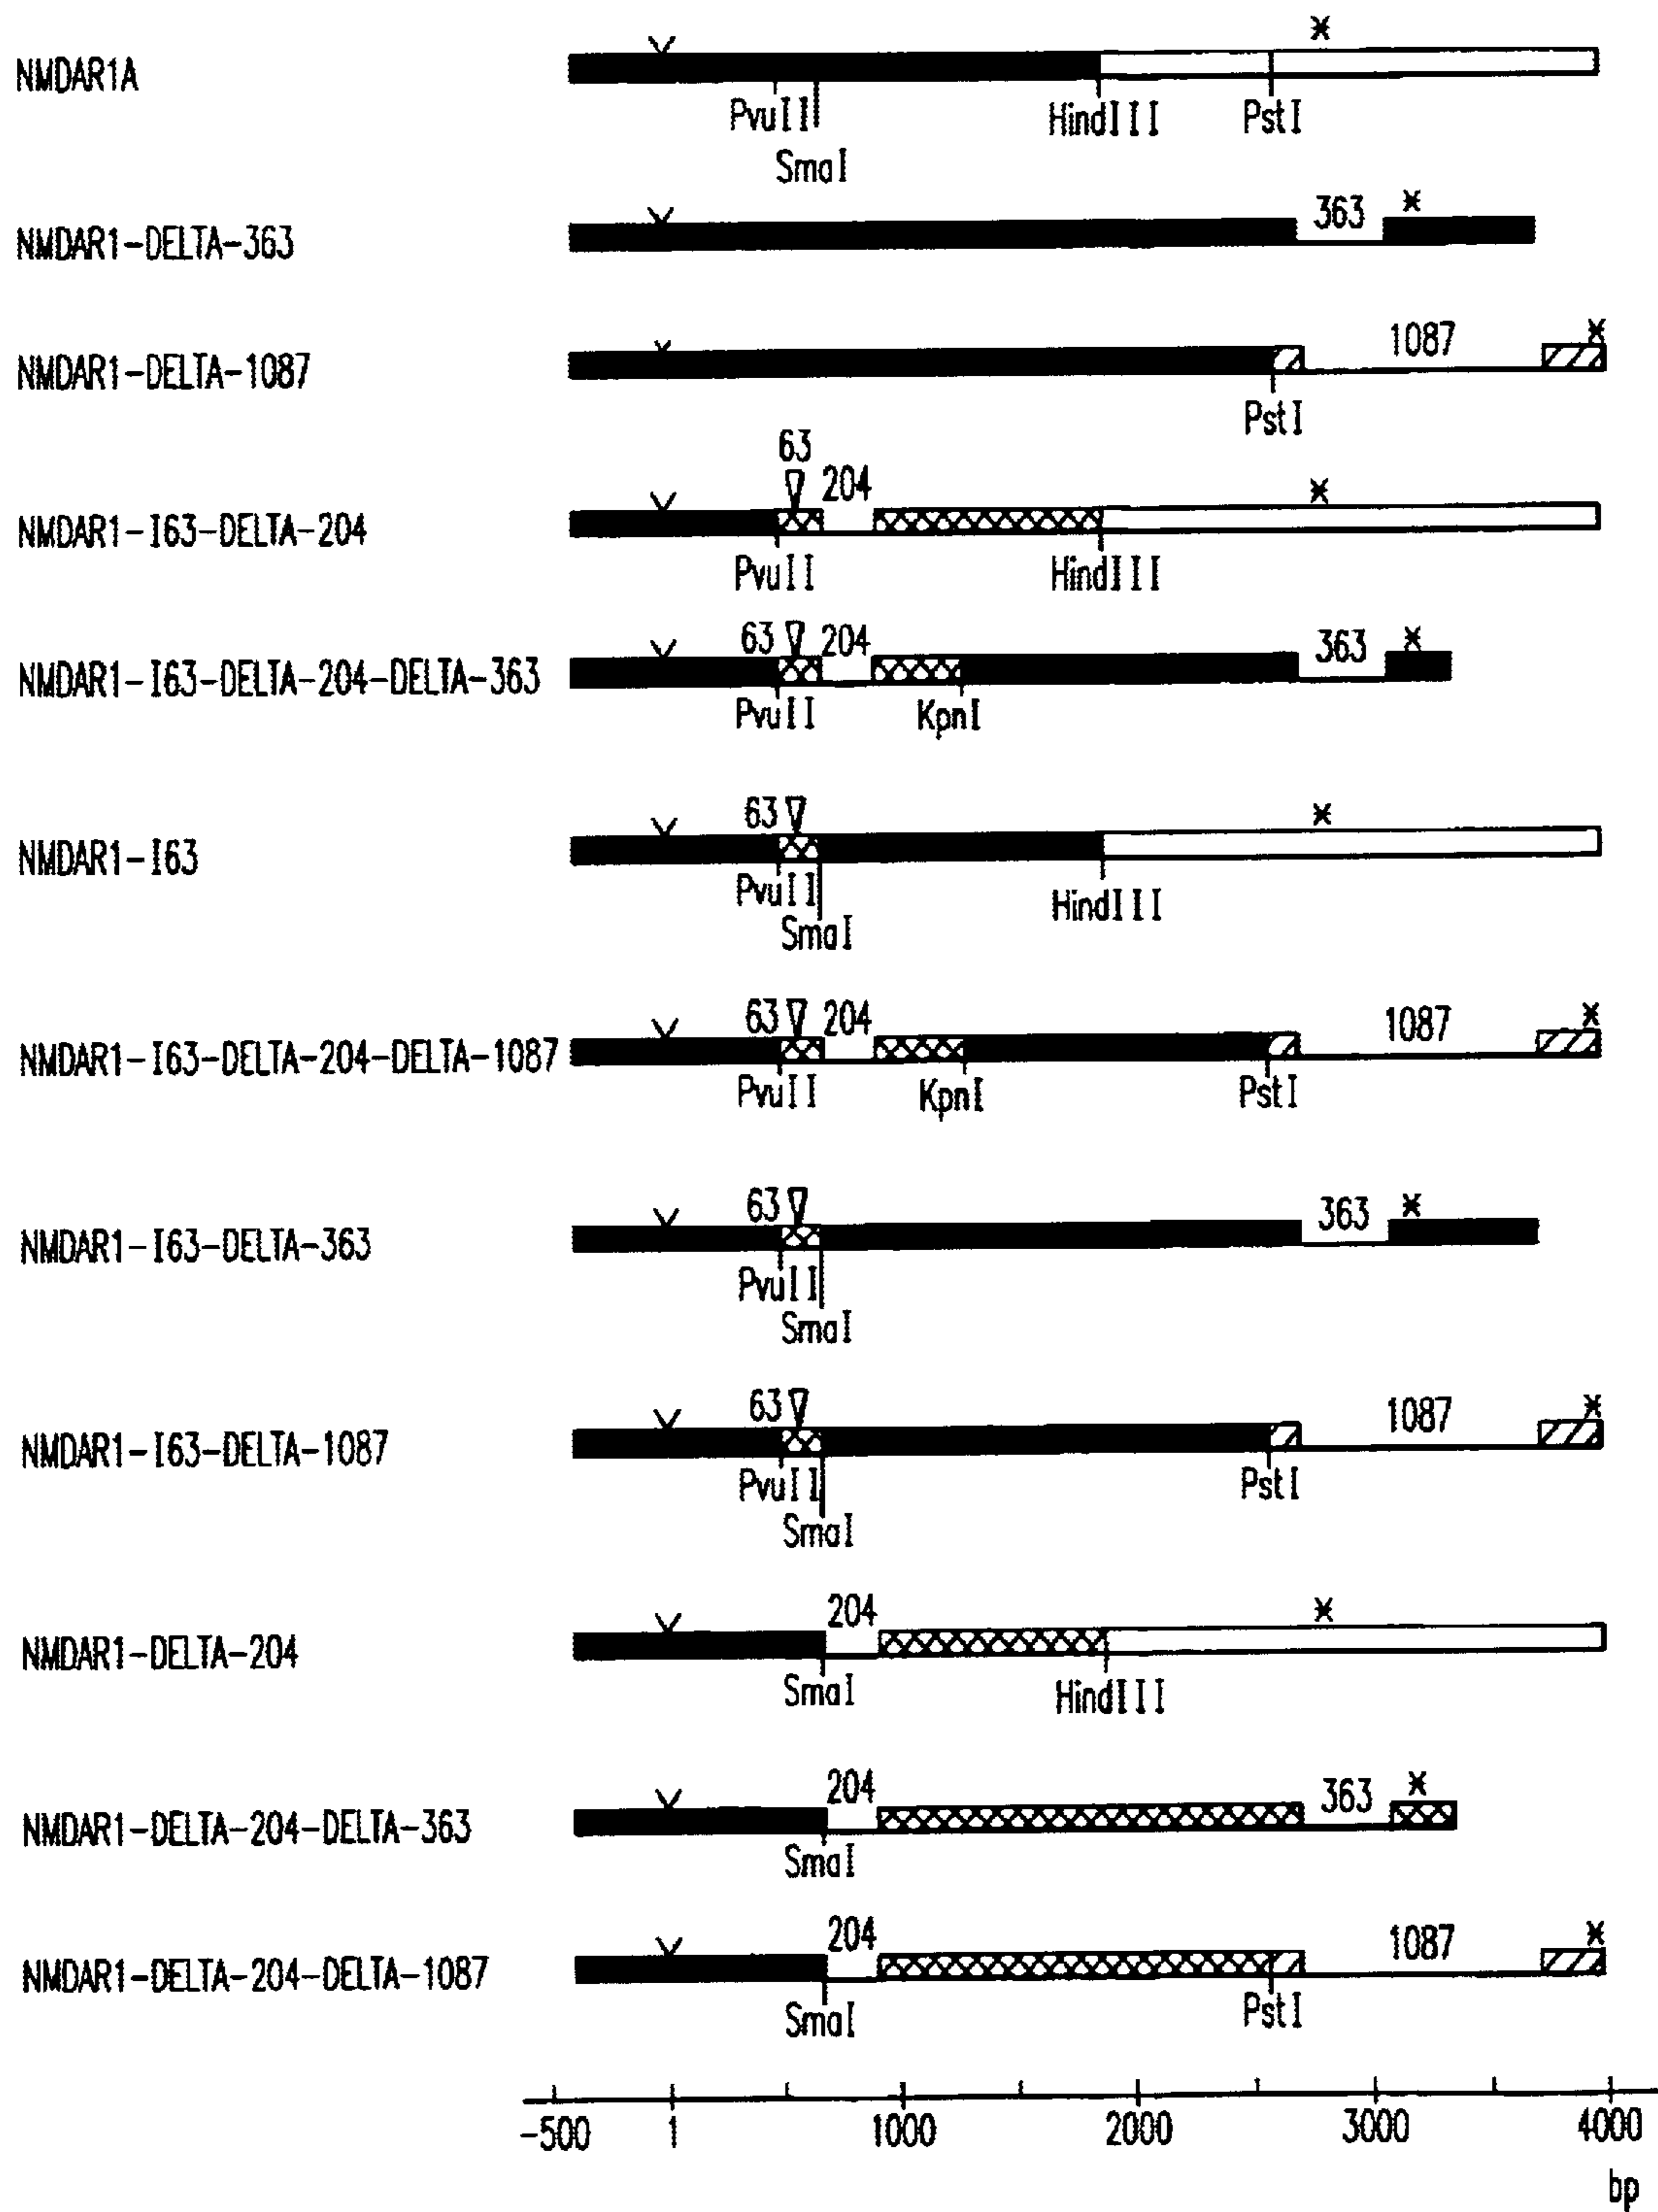 *
NMDAR1A
PvuII HindIII PstI
SmaI
NMDAR1-DELTA-363 363 *
NMDAR1-DELTA-1087 1087 *
PstI
63
204 *
NMDAR1-I63-DELTA-204
PvuII HindIII
63 204 363 *
NMDAR1-I63-DELTA-204-DELTA-363
PvuII KpnI
63 *
NMDAR1-I63
PvuII HindIII
SmaI
63 204 1087 *
NMDAR1-I63-DELTA-204-DELTA-1087
PvuII KpnI PstI
63 363 *
NMDAR1-I63-DELTA-363
PvuII
SmaI
63 1087 *
NMDAR1-I63-DELTA-1087
PvuII PstI
SmaI
204 *
NMDAR1-DELTA-204
SmaI HindIII
204 363 *
NMDAR1-DELTA-204-DELTA-363
SmaI
204 1087 *
NMDAR1-DELTA-204-DELTA-1087
SmaI PstI
-500 1 1000 2000 3000 4000
bp